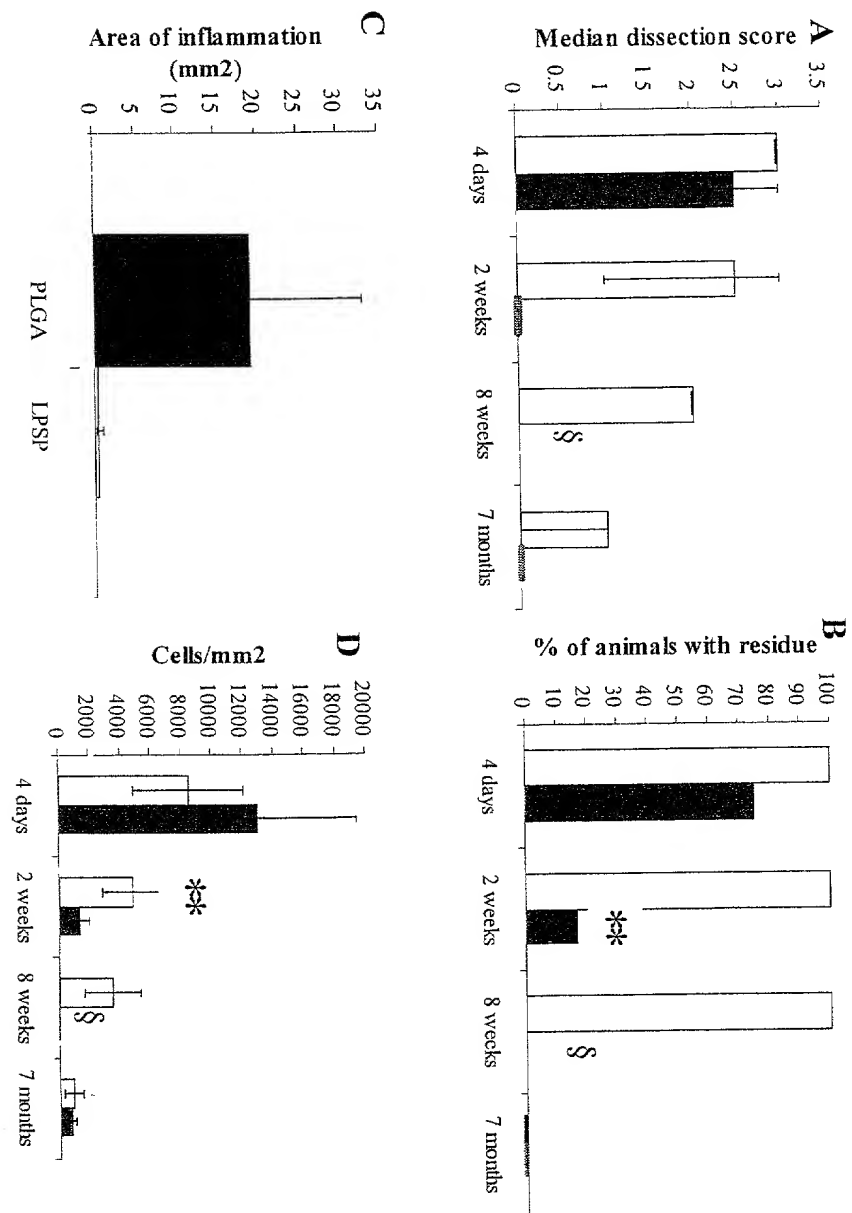 A
Median dissection score
3.5
3
2.5
2
1.5
1
0.5
0
4 days
2 weeks
8 weeks
7 months
§
B
% of animals with residue
100
90
80
70
60
50
40
30
20
10
0
4 days
2 weeks
8 weeks
7 months
**
§
C
Area of inflammation
(mm2)
35
30
25
20
15
10
5
0
PLGA
LPSP
D
Cells/mm2
20000
18000
16000
14000
12000
10000
8000
6000
4000
2000
0
4 days
2 weeks
8 weeks
7 months
**
§